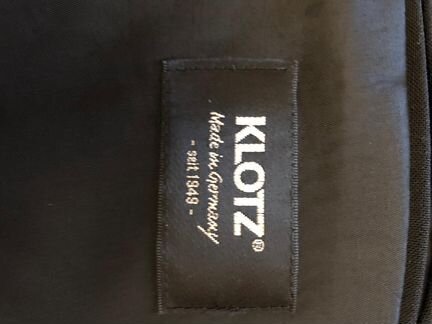 KLOTZ®
Made in Germany
- seit 1949 -